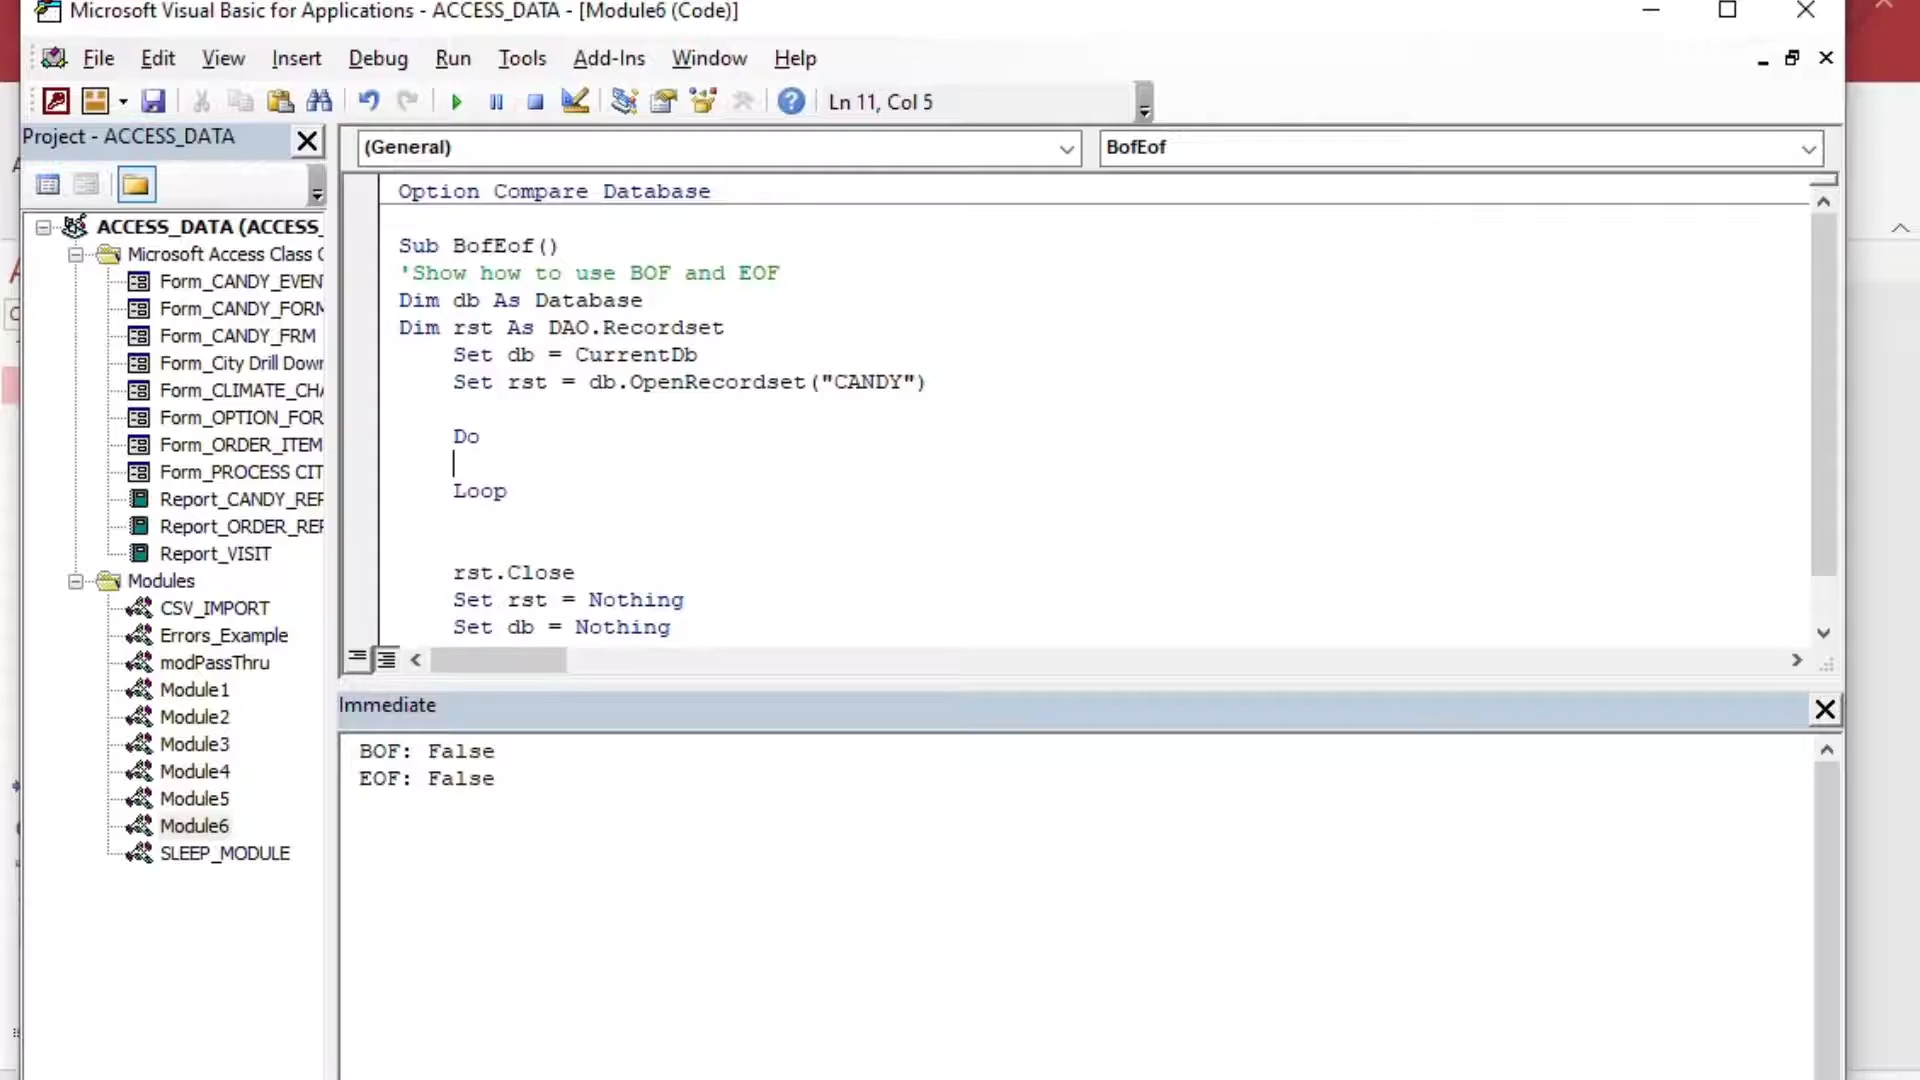 Microsoft Visual Basic for Applications - ACCESS_DATA - [Module6 (Code)]
File Edit View Insert Debug Run Tools Add-Ins Window Help
Ln 11, Col 5
Project - ACCESS_DATA
(General)
BofEof
ACCESS_DATA (ACCESS_
Microsoft Access Class C
Form_CANDY_EVEN
Form_CANDY_FORM
Form_CANDY_FRM
Form_City Drill Down
Form_CLIMATE_CHA
Form_OPTION_FOR
Form_ORDER_ITEM
Form_PROCESS CIT
Report_CANDY_REP
Report_ORDER_REP
Report_VISIT
Modules
CSV_IMPORT
Errors_Example
modPassThru
Module1
Module2
Module3
Module4
Module5
Module6
SLEEP_MODULE
Option Compare Database
Sub BofEof()
'Show how to use BOF and EOF
Dim db As Database
Dim rst As DAO.Recordset
Set db = CurrentDb
Set rst = db.OpenRecordset("CANDY")
Do
Loop
rst.Close
Set rst = Nothing
Set db = Nothing
Immediate
BOF: False
EOF: False